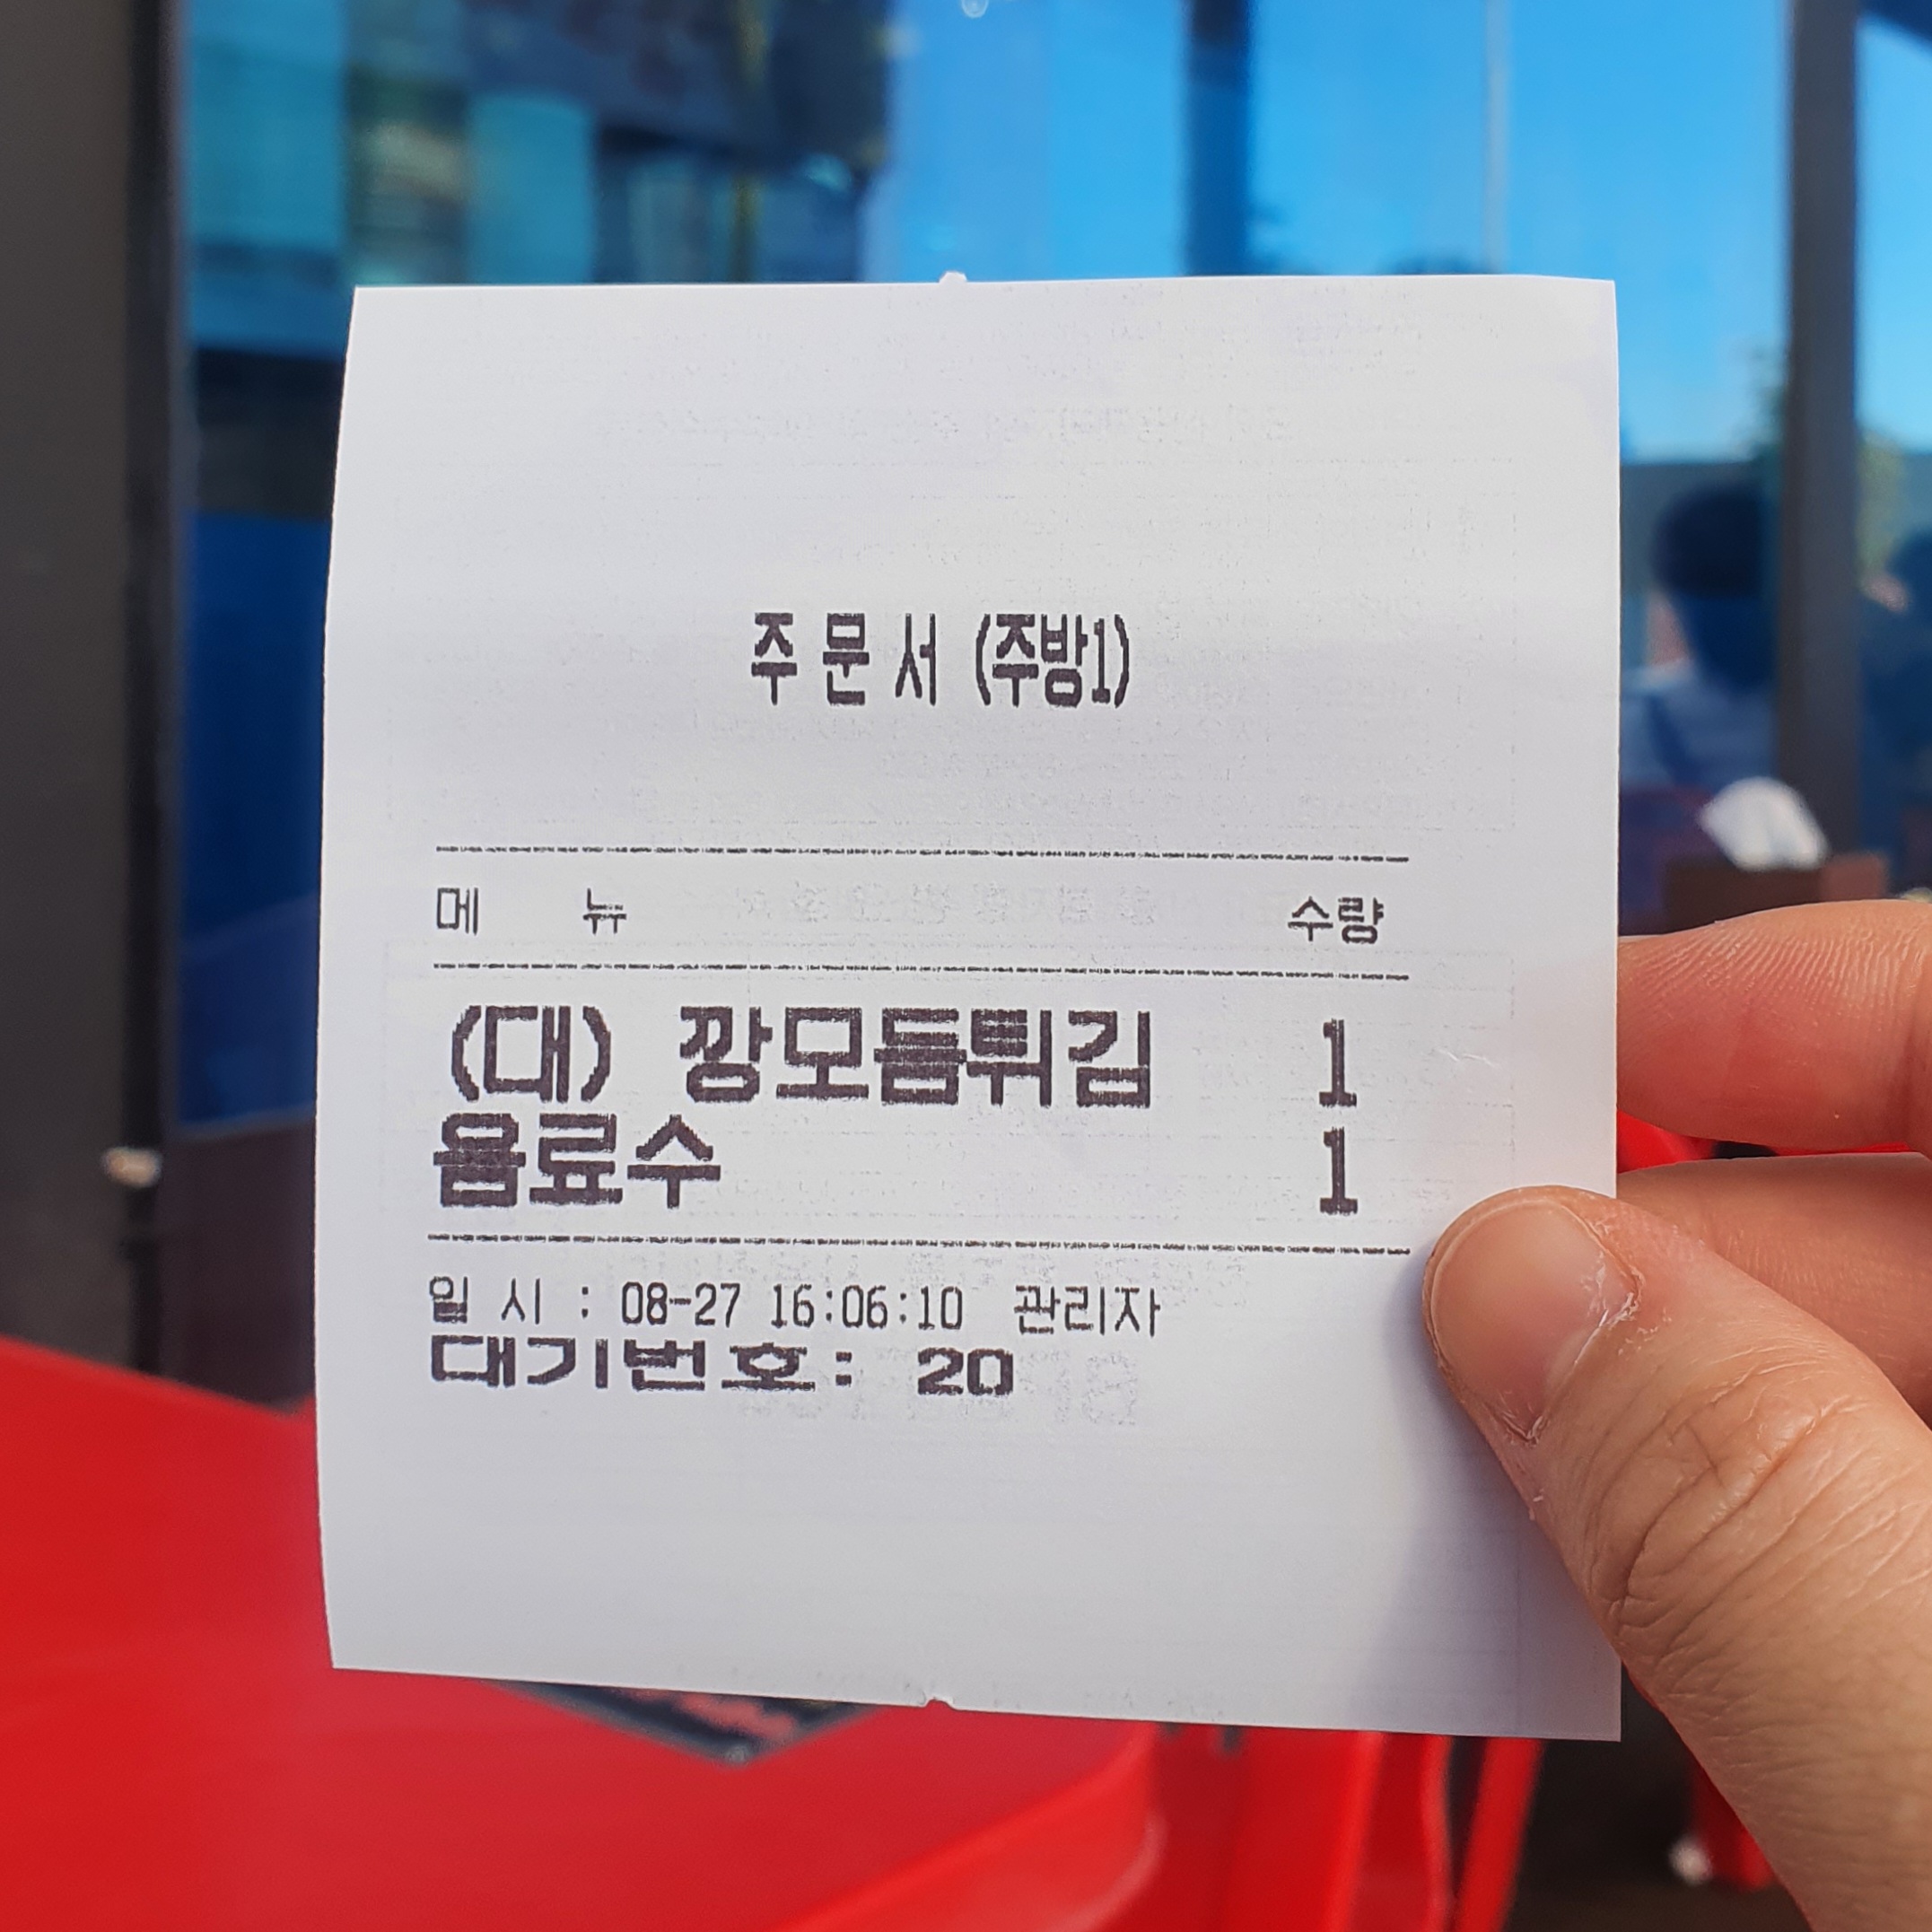 주 문 서 (주방1)
메 뉴 수량
(대) 깡모듬튀김 1
음료수 1
일 시 : 08-27 16:06:10 관리자
대기번호: 20